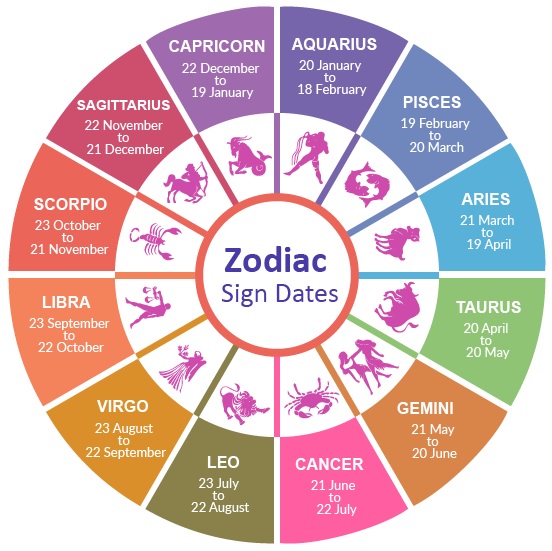 CAPRICORN
22 December
to
19 January
AQUARIUS
20 January
to
18 February
PISCES
19 February
to
20 March
ARIES
21 March
to
19 April
TAURUS
20 April
to
20 May
GEMINI
21 May
to
20 June
CANCER
21 June
to
22 July
LEO
23 July
to
22 August
VIRGO
23 August
to
22 September
LIBRA
23 September
to
22 October
SCORPIO
23 October
to
21 November
SAGITTARIUS
22 November
to
21 December
Zodiac
Sign Dates